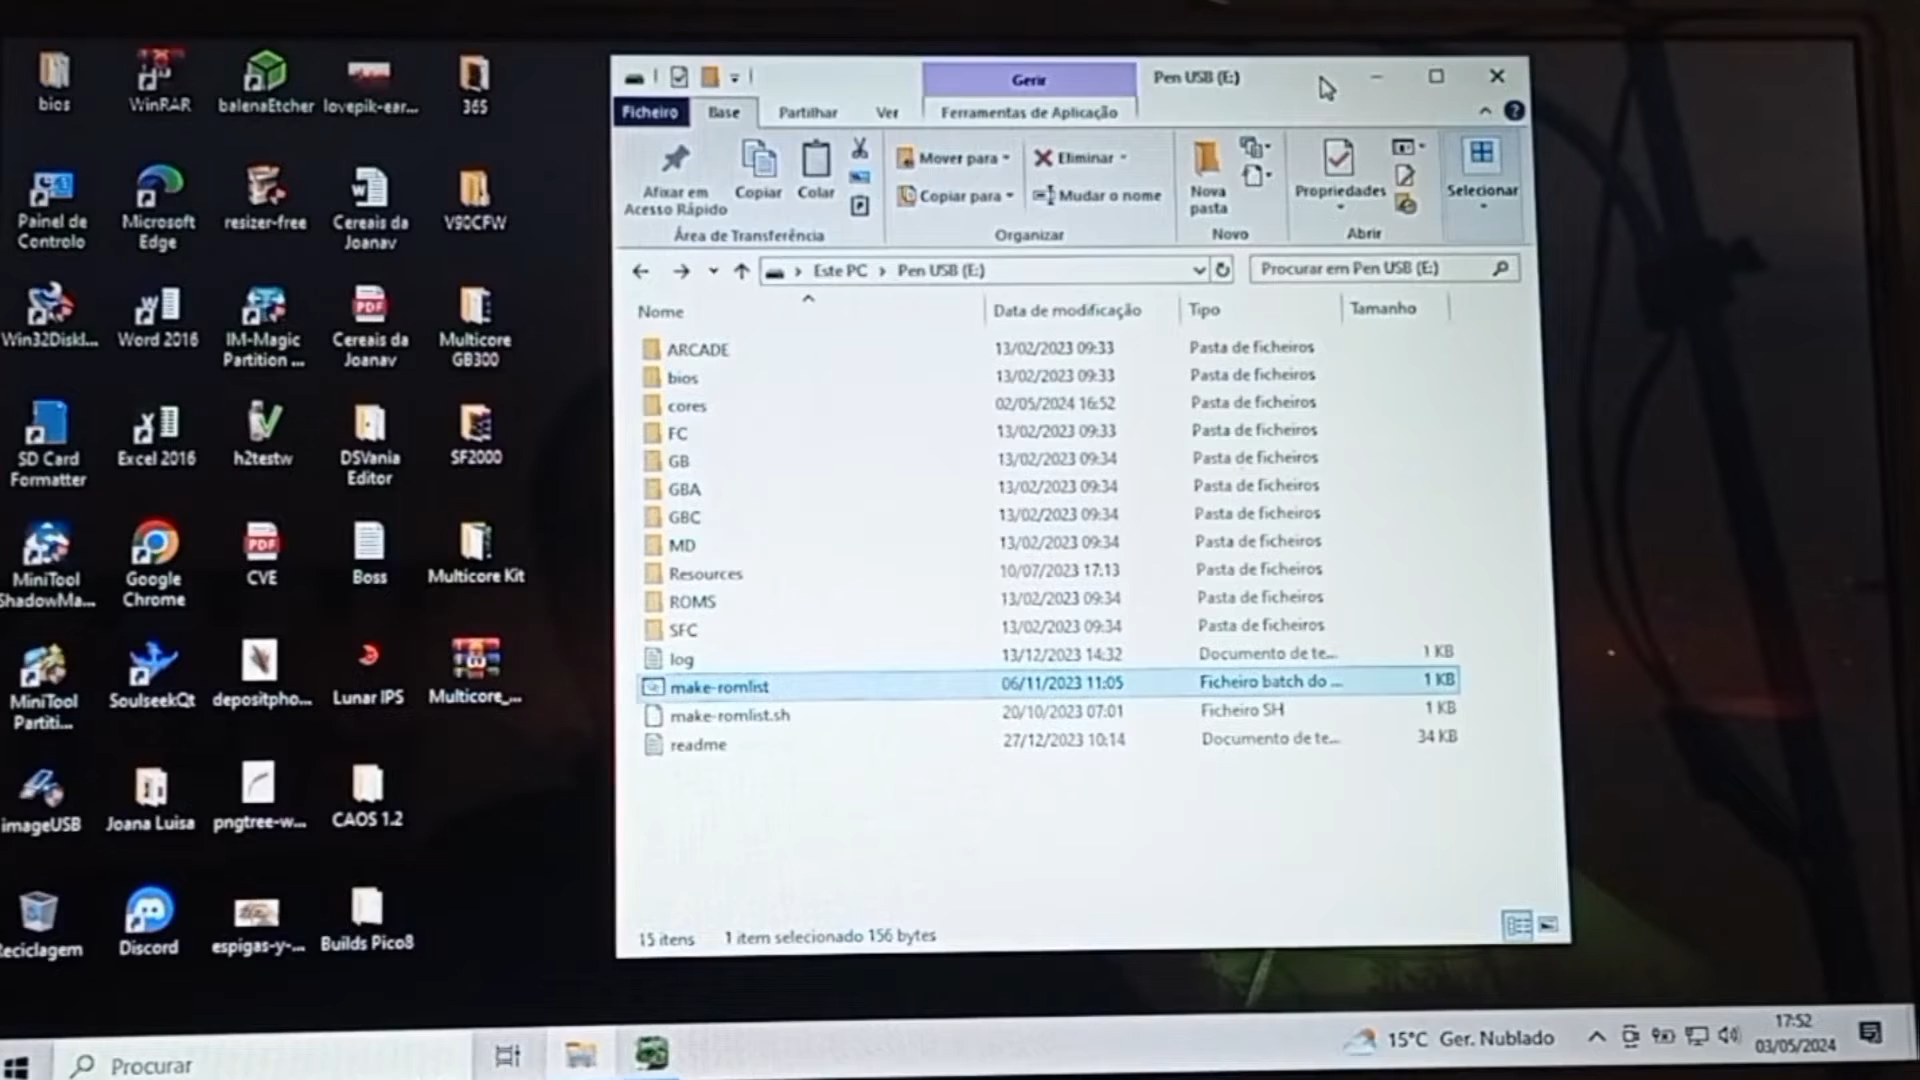 bios
WinRAR
balenaEtcher
lovepik-ear...
365
Painel de
Controlo
Microsoft
Edge
resizer-free
Cereais da
Joanav
V90CFW
Win32DiskI...
Word 2016
IM-Magic
Partition ...
Cereais da
Joanav
Multicore
GB300
SD Card
Formatter
Excel 2016
h2testw
DSVania
Editor
SF2000
MiniTool
ShadowMa...
Google
Chrome
CVE
Boss
Multicore Kit
MiniTool
Partiti...
SoulseekQt
depositpho...
Lunar IPS
Multicore_...
imageUSB
Joana Luisa
pngtree-w...
CAOS 1.2
Reciclagem
Discord
espigas-y-...
Builds Pico8
PDF
PDF
Gerir
Pen USB (E:)
Ficheiro
Base
Partilhar
Ver
Ferramentas de Aplicação
Afixar em
Acesso Rápido
Copiar
Colar
Mover para
Copiar para
Eliminar
Mudar o nome
Nova
pasta
Propriedades
Selecionar
Área de Transferência
Organizar
Novo
Abrir
Este PC > Pen USB (E:)
Procurar em Pen USB (E:)
Nome Data de modificação Tipo Tamanho
ARCADE 13/02/2023 09:33 Pasta de ficheiros
bios 13/02/2023 09:33 Pasta de ficheiros
cores 02/05/2024 16:52 Pasta de ficheiros
FC 13/02/2023 09:33 Pasta de ficheiros
GB 13/02/2023 09:34 Pasta de ficheiros
GBA 13/02/2023 09:34 Pasta de ficheiros
GBC 13/02/2023 09:34 Pasta de ficheiros
MD 13/02/2023 09:34 Pasta de ficheiros
Resources 10/07/2023 17:13 Pasta de ficheiros
ROMS 13/02/2023 09:34 Pasta de ficheiros
SFC 13/02/2023 09:34 Pasta de ficheiros
log 13/12/2023 14:32 Documento de te... 1 KB
make-romlist 06/11/2023 11:05 Ficheiro batch do ... 1 KB
make-romlist.sh 20/10/2023 07:01 Ficheiro SH 1 KB
readme 27/12/2023 10:14 Documento de te... 34 KB
15 itens 1 item selecionado 156 bytes
Procurar
15°C Ger. Nublado
17:52
03/05/2024